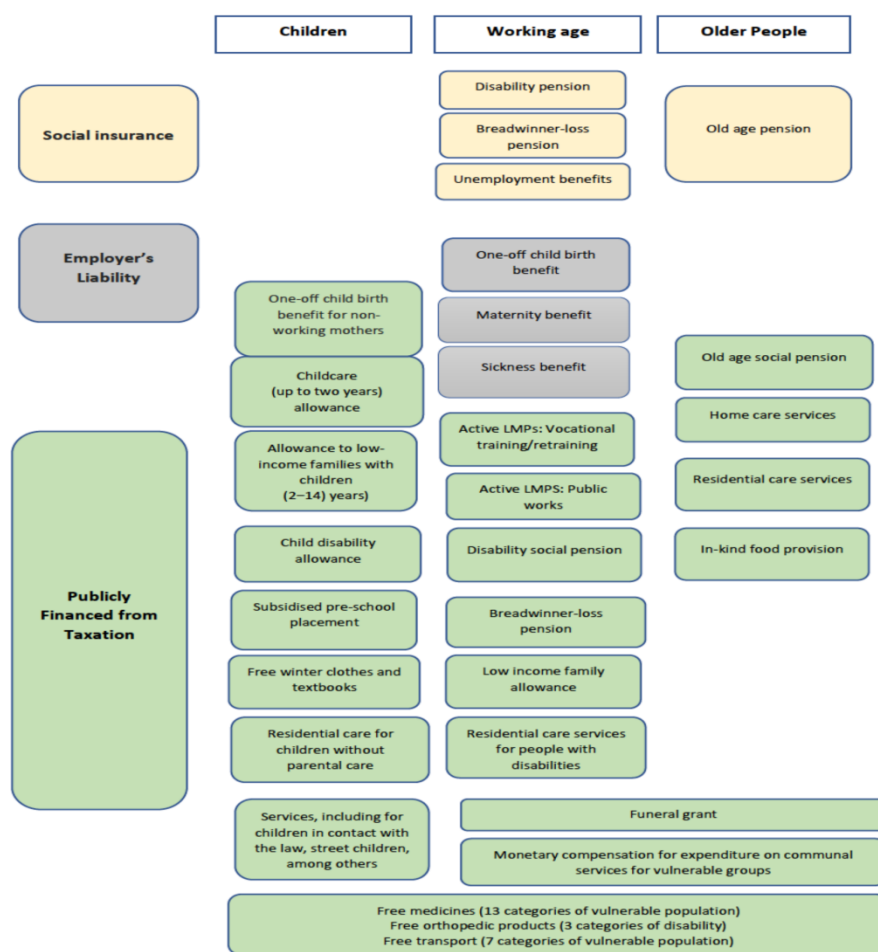 Children
Working age
Older People
Social insurance
Disability pension
Breadwinner-loss
pension
Unemployment benefits
Old age pension
Employer's
Liability
One-off child birth
benefit
Maternity benefit
Sickness benefit
Publicly
Financed from
Taxation
One-off child birth
benefit for non-
working mothers
Childcare
(up to two years)
allowance
Allowance to low-
income families with
children
(2–14) years)
Child disability
allowance
Subsidised pre-school
placement
Free winter clothes and
textbooks
Residential care for
children without
parental care
Services, including for
children in contact with
the law, street children,
among others
Active LMPs: Vocational
training/retraining
Active LMPS: Public
works
Disability social pension
Breadwinner-loss
pension
Low income family
allowance
Residential care services
for people with
disabilities
Old age social pension
Home care services
Residential care services
In-kind food provision
Funeral grant
Monetary compensation for expenditure on communal
services for vulnerable groups
Free medicines (13 categories of vulnerable population)
Free orthopedic products (3 categories of disability)
Free transport (7 categories of vulnerable population)